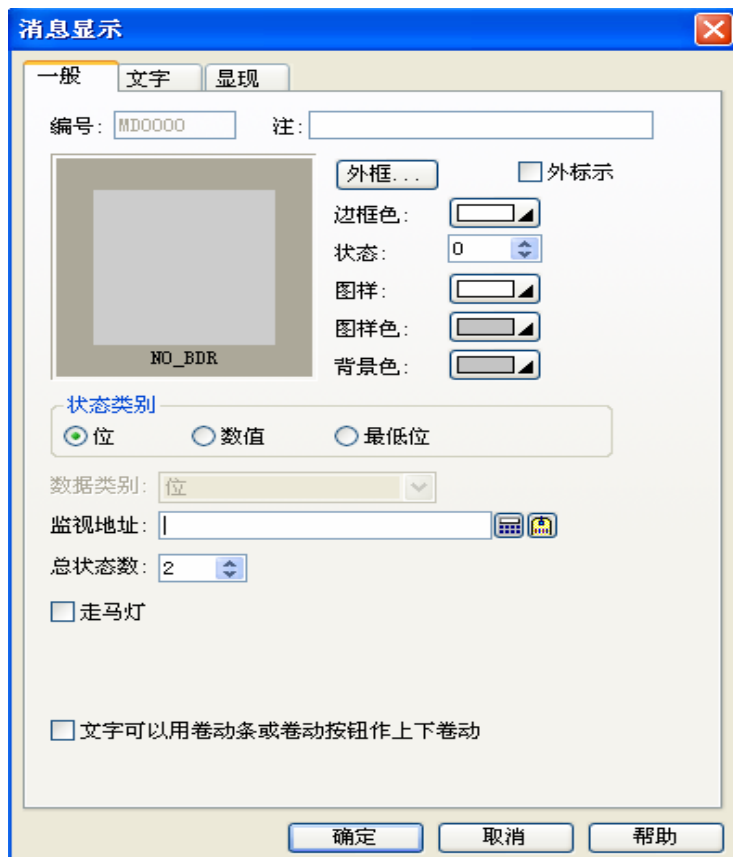 消息显示
一般 文字 显现
编号: MD0000 注:
外框... 外标示
边框色:
状态: 0
图样:
图样色:
NO_BDR
背景色:
状态类别
位 数值 最低位
数据类别: 位
监视地址:
总状态数: 2
走马灯
文字可以用卷动条或卷动按钮作上下卷动
确定 取消 帮助